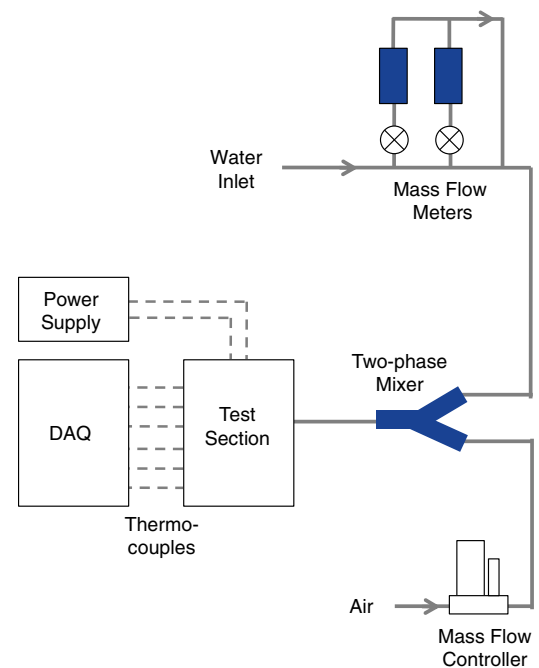 Water
Inlet
Mass Flow
Meters
Power
Supply
Two-phase
Mixer
DAQ
Test
Section
Thermo-
couples
Air
Mass Flow
Controller